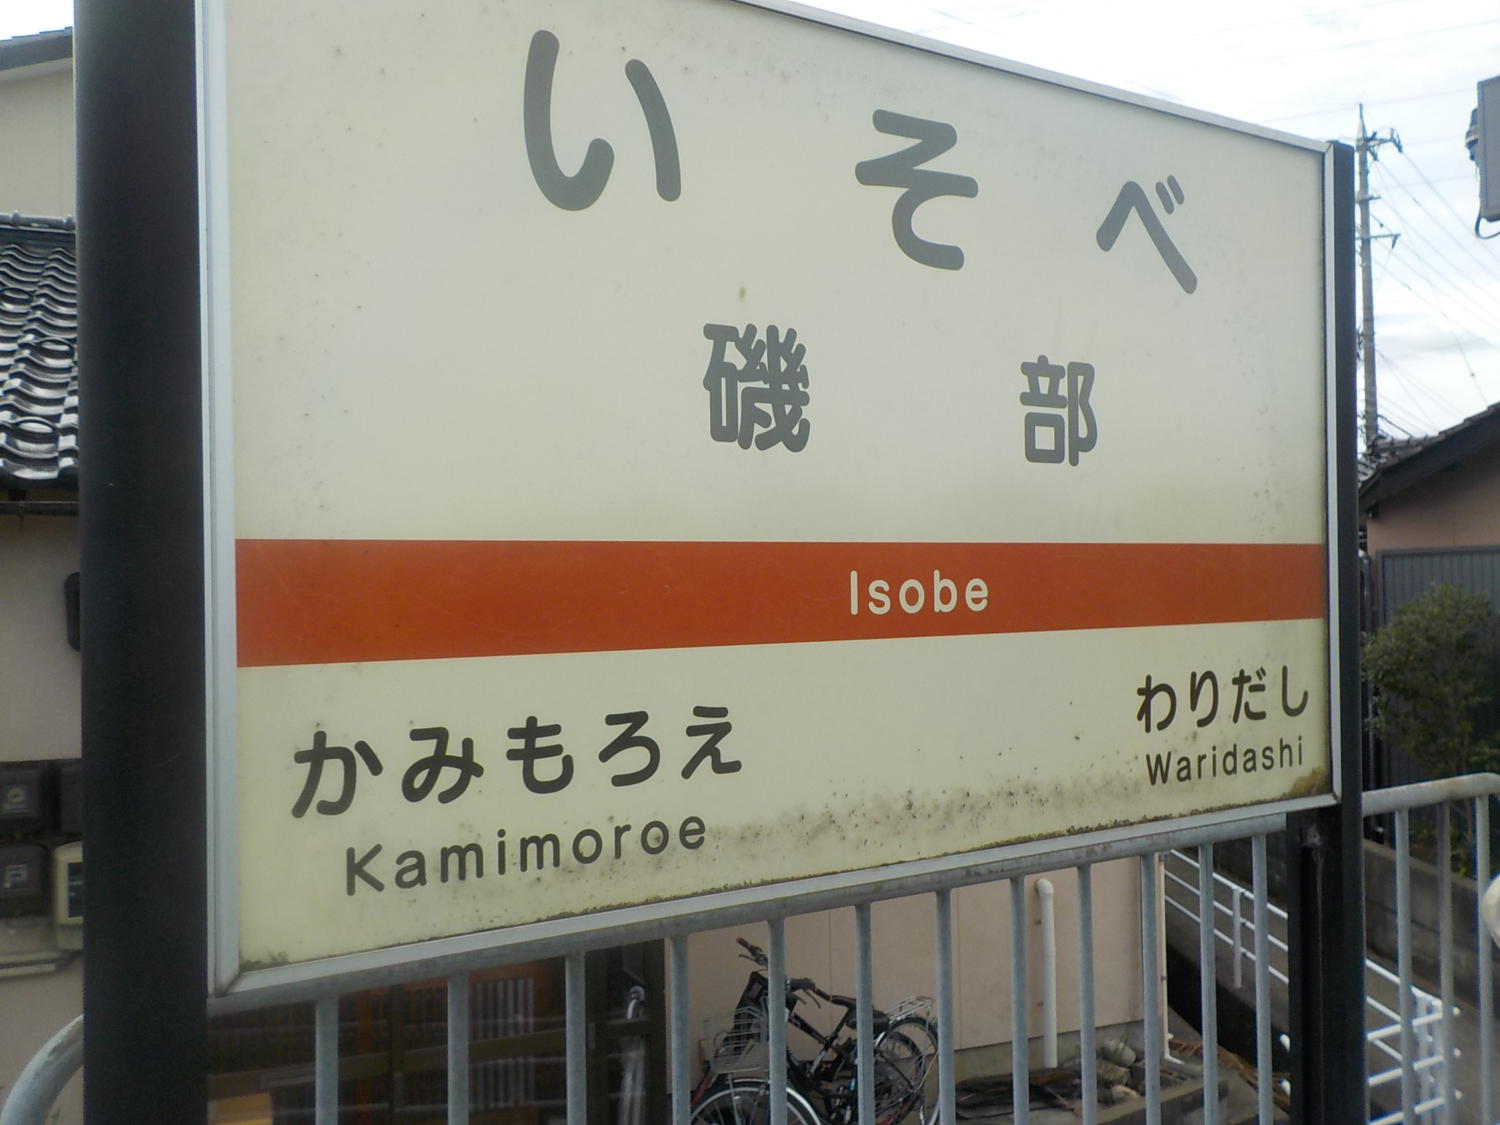 いそべ
磯部
Isobe
かみもろえ
Kamimoroe
わりだし
Waridashi